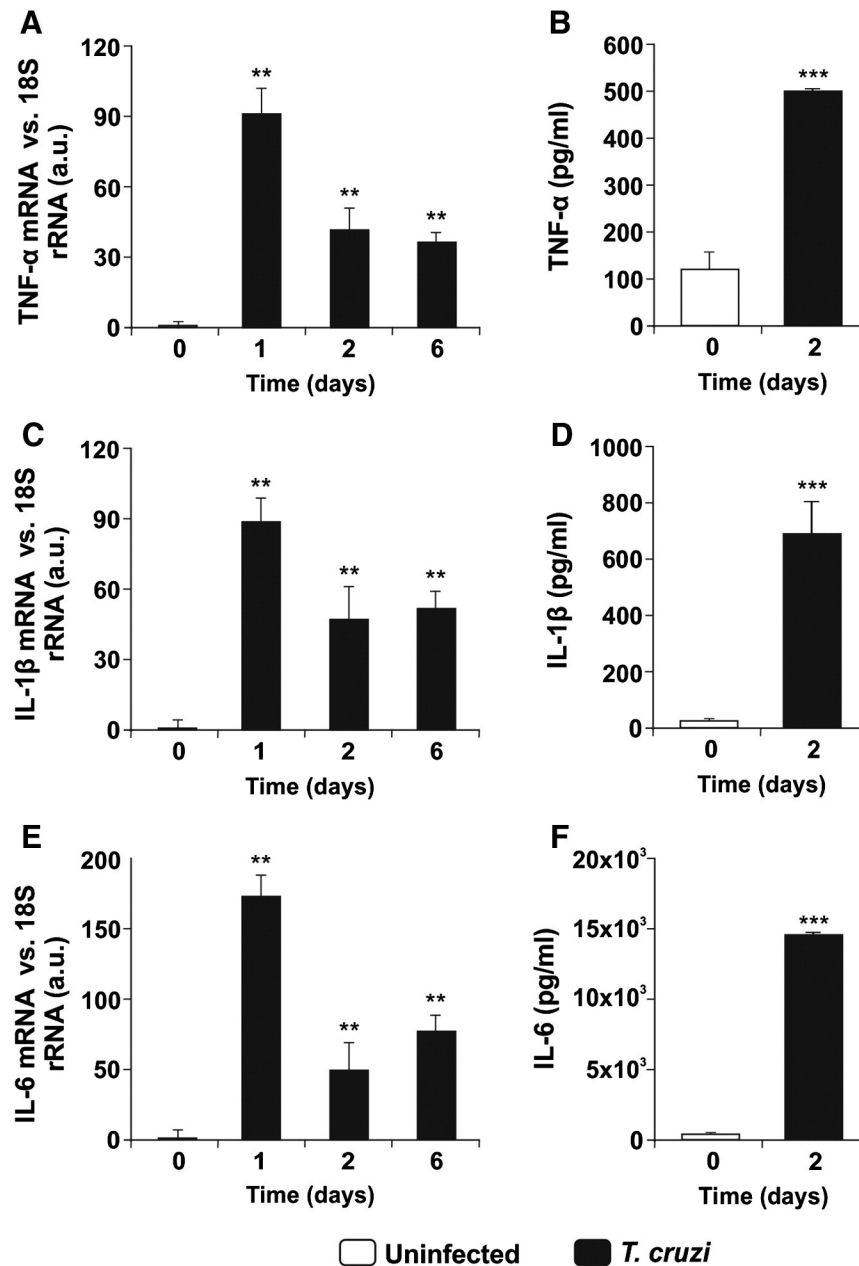 A
TNF-α mRNA vs. 18S
rRNA (a.u.)
120
90
60
30
0
**
**
**
0 1 2 6
Time (days)
B
TNF-α (pg/ml)
600
500
400
300
200
100
0
***
0 2
Time (days)
C
IL-1β mRNA vs. 18S
rRNA (a.u.)
120
90
60
30
0
**
**
**
0 1 2 6
Time (days)
D
IL-1β (pg/ml)
1000
800
600
400
200
0
***
0 2
Time (days)
E
IL-6 mRNA vs. 18S
rRNA (a.u.)
200
150
100
50
0
**
**
**
0 1 2 6
Time (days)
F
IL-6 (pg/ml)
20x10³
15x10³
10x10³
5x10³
0
***
0 2
Time (days)
Uninfected T. cruzi